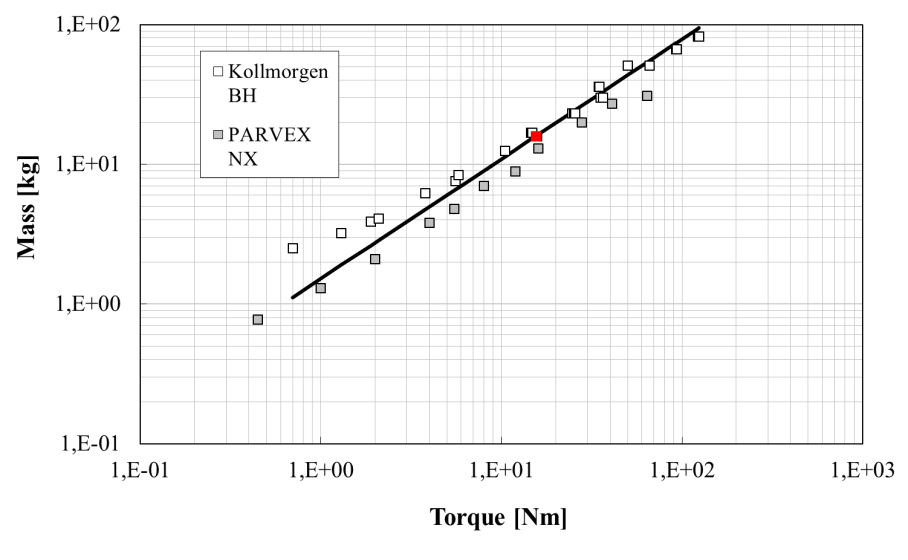 1,E+02
Kollmorgen
BH
PARVEX
NX
1,E+01
Mass [kg]
1,E+00
1,E-01
1,E-01 1,E+00 1,E+01 1,E+02 1,E+03
Torque [Nm]